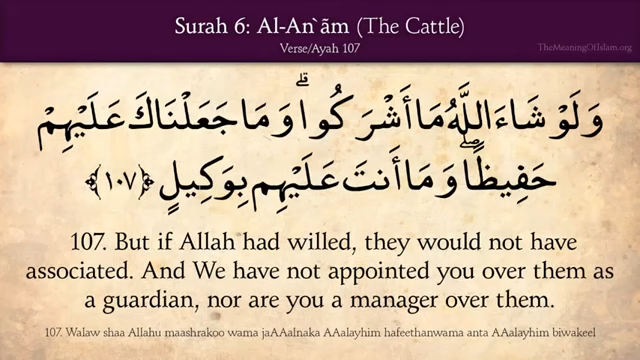 Surah 6: Al-An`ãm (The Cattle)
Verse/Ayah 107
TheMeaningOfIslam.org
وَلَوْ شَاءَ اللَّهُ مَا أَشْرَكُوا ۗ وَمَا جَعَلْنَاكَ عَلَيْهِمْ
حَفِيظًا ۖ وَمَا أَنتَ عَلَيْهِم بِوَكِيلٍ ﴿١٠٧﴾
107. But if Allah had willed, they would not have
associated. And We have not appointed you over them as
a guardian, nor are you a manager over them.
107. Walaw shaa Allahu maashrakoo wama jaAAalnaka AAalayhim hafeethanwama anta AAalayhim biwakeel